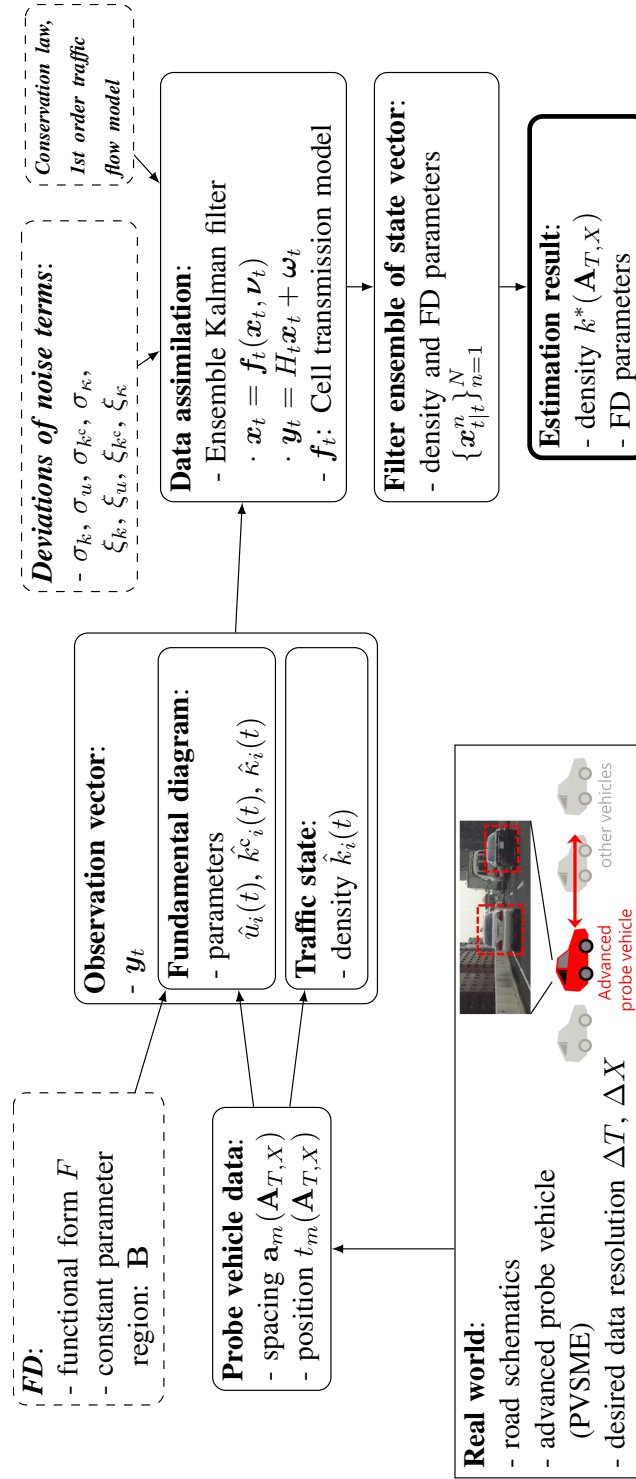 FD:
- functional form F
- constant parameter
region: B
Probe vehicle data:
- spacing a_m(A_{T,X})
- position t_m(A_{T,X})
Real world:
- road schematics
- advanced probe vehicle
(PVSME)
- desired data resolution ΔT, ΔX
Advanced
probe vehicle
other vehicles
Observation vector:
- y_t
Fundamental diagram:
- parameters
û_i(t), k̂^c_i(t), κ̂_i(t)
Traffic state:
- density k̂_i(t)
Deviations of noise terms:
- σ_k, σ_u, σ_{k^c}, σ_κ,
ξ_k, ξ_u, ξ_{k^c}, ξ_κ
Conservation law,
1st order traffic
flow model
Data assimilation:
- Ensemble Kalman filter
· x_t = f_t(x_t, ν_t)
· y_t = H_t x_t + ω_t
- f_t: Cell transmission model
Filter ensemble of state vector:
- density and FD parameters
{x^n_{t|t}}^N_{n=1}
Estimation result:
- density k*(A_{T,X})
- FD parameters